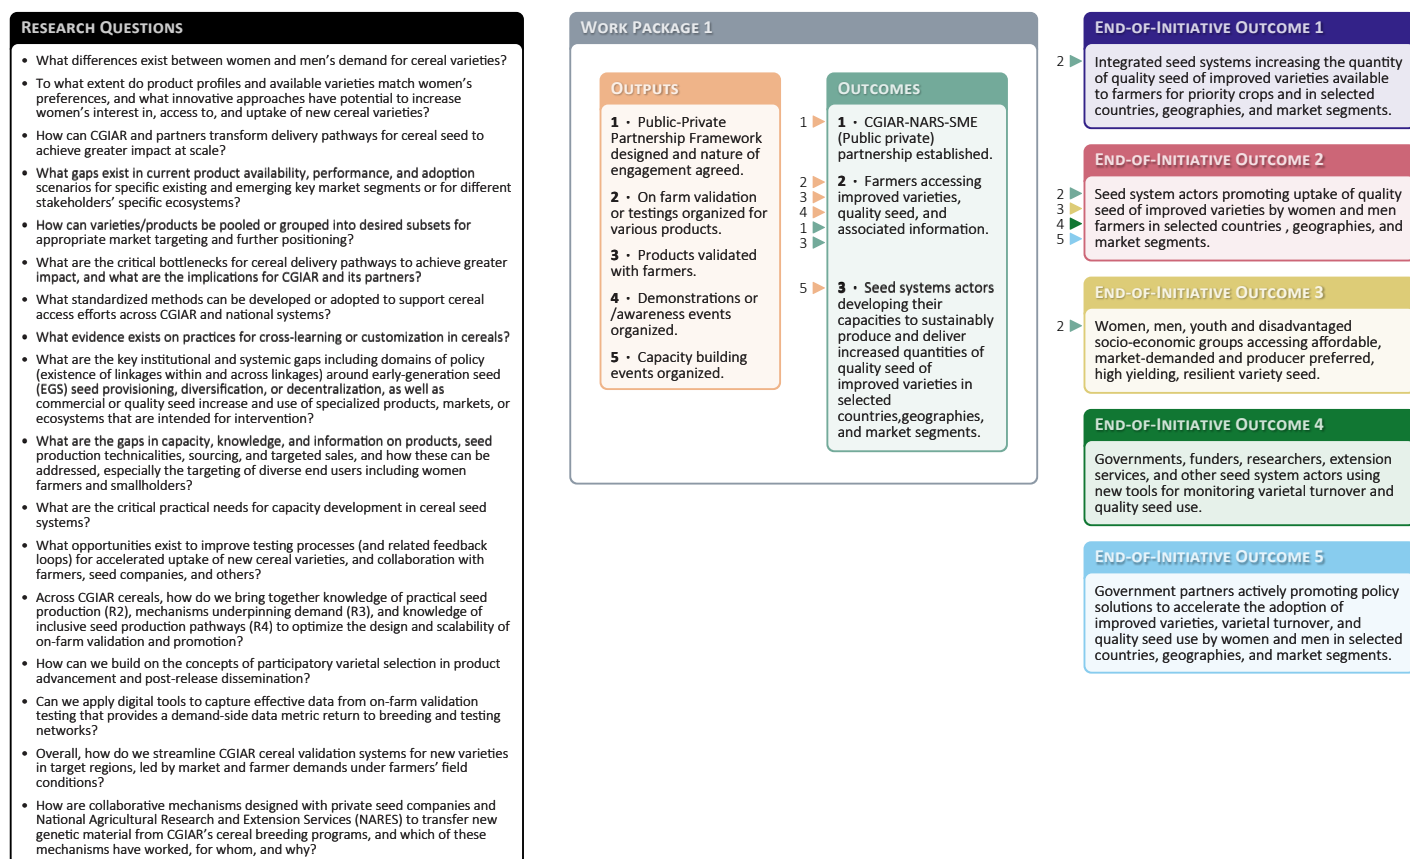 RESEARCH QUESTIONS
• What differences exist between women and men’s demand for cereal varieties?
• To what extent do product profiles and available varieties match women’s
preferences, and what innovative approaches have potential to increase
women’s interest in, access to, and uptake of new cereal varieties?
• How can CGIAR and partners transform delivery pathways for cereal seed to
achieve greater impact at scale?
• What gaps exist in current product availability, performance, and adoption
scenarios for specific existing and emerging key market segments or for different
stakeholders’ specific ecosystems?
• How can varieties/products be pooled or grouped into desired subsets for
appropriate market targeting and further positioning?
• What are the critical bottlenecks for cereal delivery pathways to achieve greater
impact, and what are the implications for CGIAR and its partners?
• What standardized methods can be developed or adopted to support cereal
access efforts across CGIAR and national systems?
• What evidence exists on practices for cross-learning or customization in cereals?
• What are the key institutional and systemic gaps including domains of policy
(existence of linkages within and across linkages) around early-generation seed
(EGS) seed provisioning, diversification, or decentralization, as well as
commercial or quality seed increase and use of specialized products, markets, or
ecosystems that are intended for intervention?
• What are the gaps in capacity, knowledge, and information on products, seed
production technicalities, sourcing, and targeted sales, and how these can be
addressed, especially the targeting of diverse end users including women
farmers and smallholders?
• What are the critical practical needs for capacity development in cereal seed
systems?
• What opportunities exist to improve testing processes (and related feedback
loops) for accelerated uptake of new cereal varieties, and collaboration with
farmers, seed companies, and others?
• Across CGIAR cereals, how do we bring together knowledge of practical seed
production (R2), mechanisms underpinning demand (R3), and knowledge of
inclusive seed production pathways (R4) to optimize the design and scalability of
on-farm validation and promotion?
• How can we build on the concepts of participatory varietal selection in product
advancement and post-release dissemination?
• Can we apply digital tools to capture effective data from on-farm validation
testing that provides a demand-side data metric return to breeding and testing
networks?
• Overall, how do we streamline CGIAR cereal validation systems for new varieties
in target regions, led by market and farmer demands under farmers’ field
conditions?
• How are collaborative mechanisms designed with private seed companies and
National Agricultural Research and Extension Services (NARES) to transfer new
genetic material from CGIAR’s cereal breeding programs, and which of these
mechanisms have worked, for whom, and why?
WORK PACKAGE 1
OUTPUTS
1 · Public-Private
Partnership Framework
designed and nature of
engagement agreed.
2 · On farm validation
or testings organized for
various products.
3 · Products validated
with farmers.
4 · Demonstrations or
/awareness events
organized.
5 · Capacity building
events organized.
OUTCOMES
1
1 · CGIAR-NARS-SME
(Public private)
partnership established.
2
3
4
1
3
2 · Farmers accessing
improved varieties,
quality seed, and
associated information.
5
3 · Seed systems actors
developing their
capacities to sustainably
produce and deliver
increased quantities of
quality seed of
improved varieties in
selected
countries,geographies,
and market segments.
END-OF-INITIATIVE OUTCOME 1
2
Integrated seed systems increasing the quantity
of quality seed of improved varieties available
to farmers for priority crops and in selected
countries, geographies, and market segments.
END-OF-INITIATIVE OUTCOME 2
2
3
4
5
Seed system actors promoting uptake of quality
seed of improved varieties by women and men
farmers in selected countries , geographies, and
market segments.
END-OF-INITIATIVE OUTCOME 3
2
Women, men, youth and disadvantaged
socio-economic groups accessing affordable,
market-demanded and producer preferred,
high yielding, resilient variety seed.
END-OF-INITIATIVE OUTCOME 4
Governments, funders, researchers, extension
services, and other seed system actors using
new tools for monitoring varietal turnover and
quality seed use.
END-OF-INITIATIVE OUTCOME 5
Government partners actively promoting policy
solutions to accelerate the adoption of
improved varieties, varietal turnover, and
quality seed use by women and men in selected
countries, geographies, and market segments.